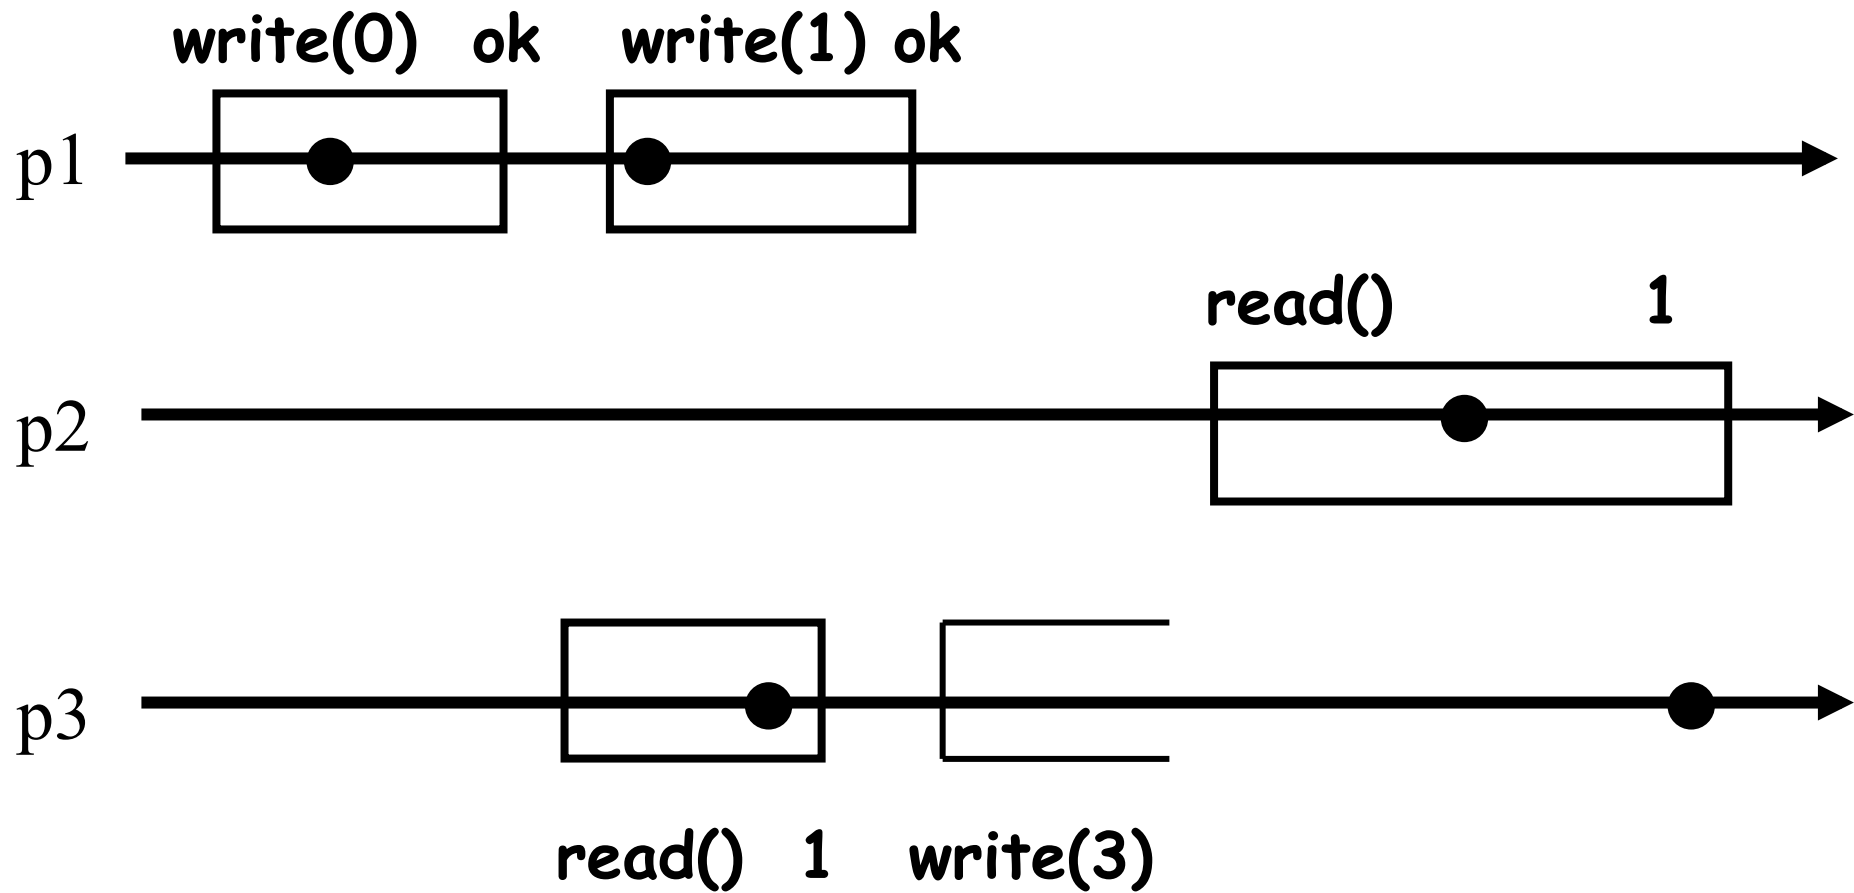 write(0) ok write(1) ok
p1
read() 1
p2
p3
read() 1 write(3)